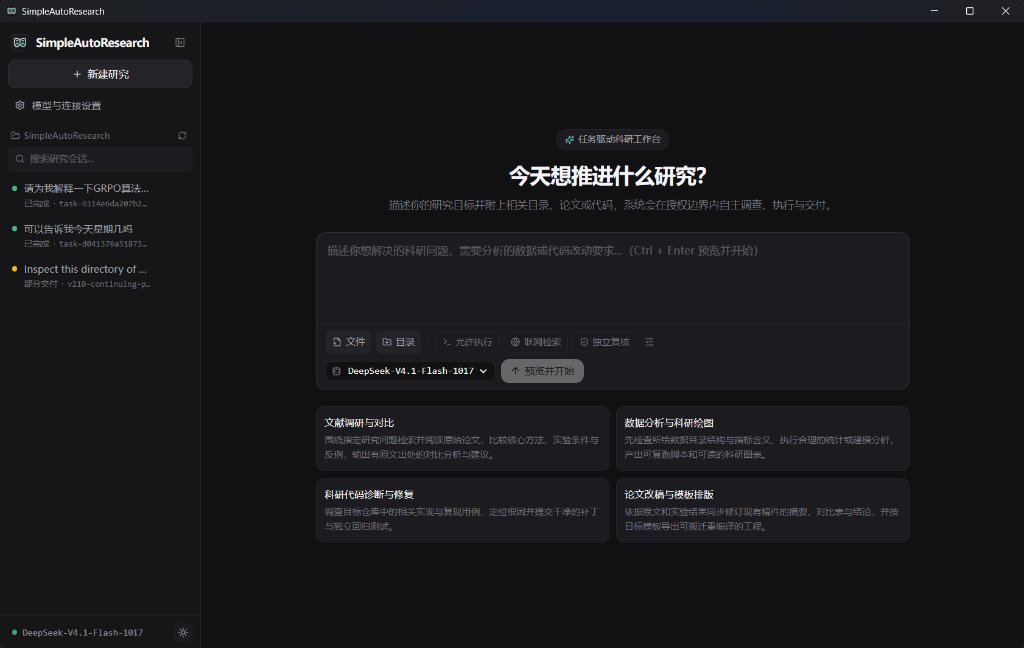 SimpleAutoResearch
SimpleAutoResearch
+ 新建研究
模型与连接设置
SimpleAutoResearch
搜索研究会话...
请为我解释一下GRPO算法...
已完成 · task-6114e6da207b2...
可以告诉我今天星期几吗
已完成 · task-d041376a51873...
Inspect this directory of ...
部分交付 · v210-continuing-p...
DeepSeek-V4.1-Flash-1017
任务驱动科研工作台
今天想推进什么研究?
描述你的研究目标并附上相关目录、论文或代码，系统会在授权边界内自主调查、执行与交付。
描述你想解决的科研问题、需要分析的数据或代码改动要求... (Ctrl + Enter 预览并开始)
文件 目录 允许执行 联网检索 独立复核
DeepSeek-V4.1-Flash-1017 预览并开始
文献调研与对比
围绕指定研究问题检索并阅读原始论文，比较核心方法、实验条件与
反例，输出有原文出处的对比分析与建议。
数据分析与科研绘图
先检查所给数据目录结构与指标含义，执行合理的统计或建模分析，
产出可复跑脚本和可读的科研图表。
科研代码诊断与修复
调查目标仓库中的相关实现与复现用例，定位根因并提交干净的补丁
与独立回归测试。
论文改稿与模板排版
依据原文和实验结果同步修订现有稿件的摘要、对比表与结论，并按
目标模板导出可搬迁重编译的工程。